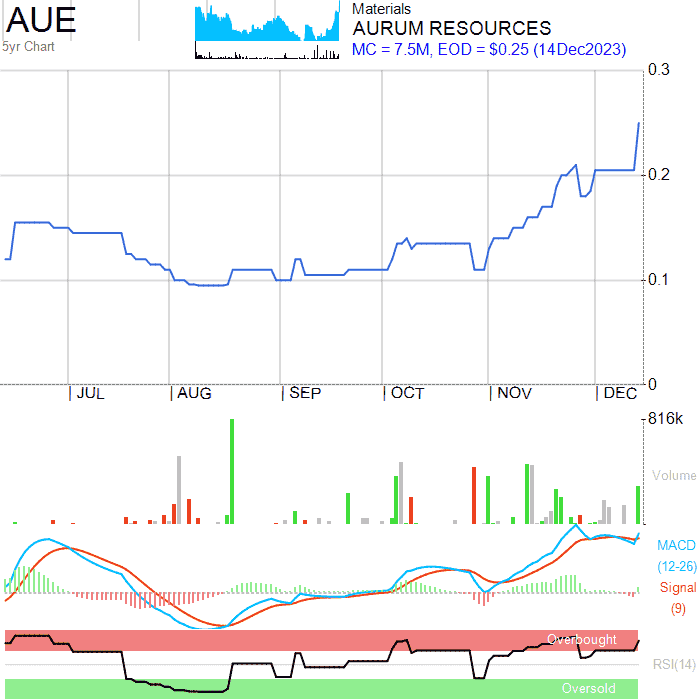 AUE
5yr Chart
Materials
AURUM RESOURCES
MC = 7.5M, EOD = $0.25 (14Dec2023)
0.3
0.2
0.1
0
JUL AUG SEP OCT NOV DEC
816k
Volume
MACD
(12-26)
Signal
(9)
Overbought
RSI(14)
Oversold